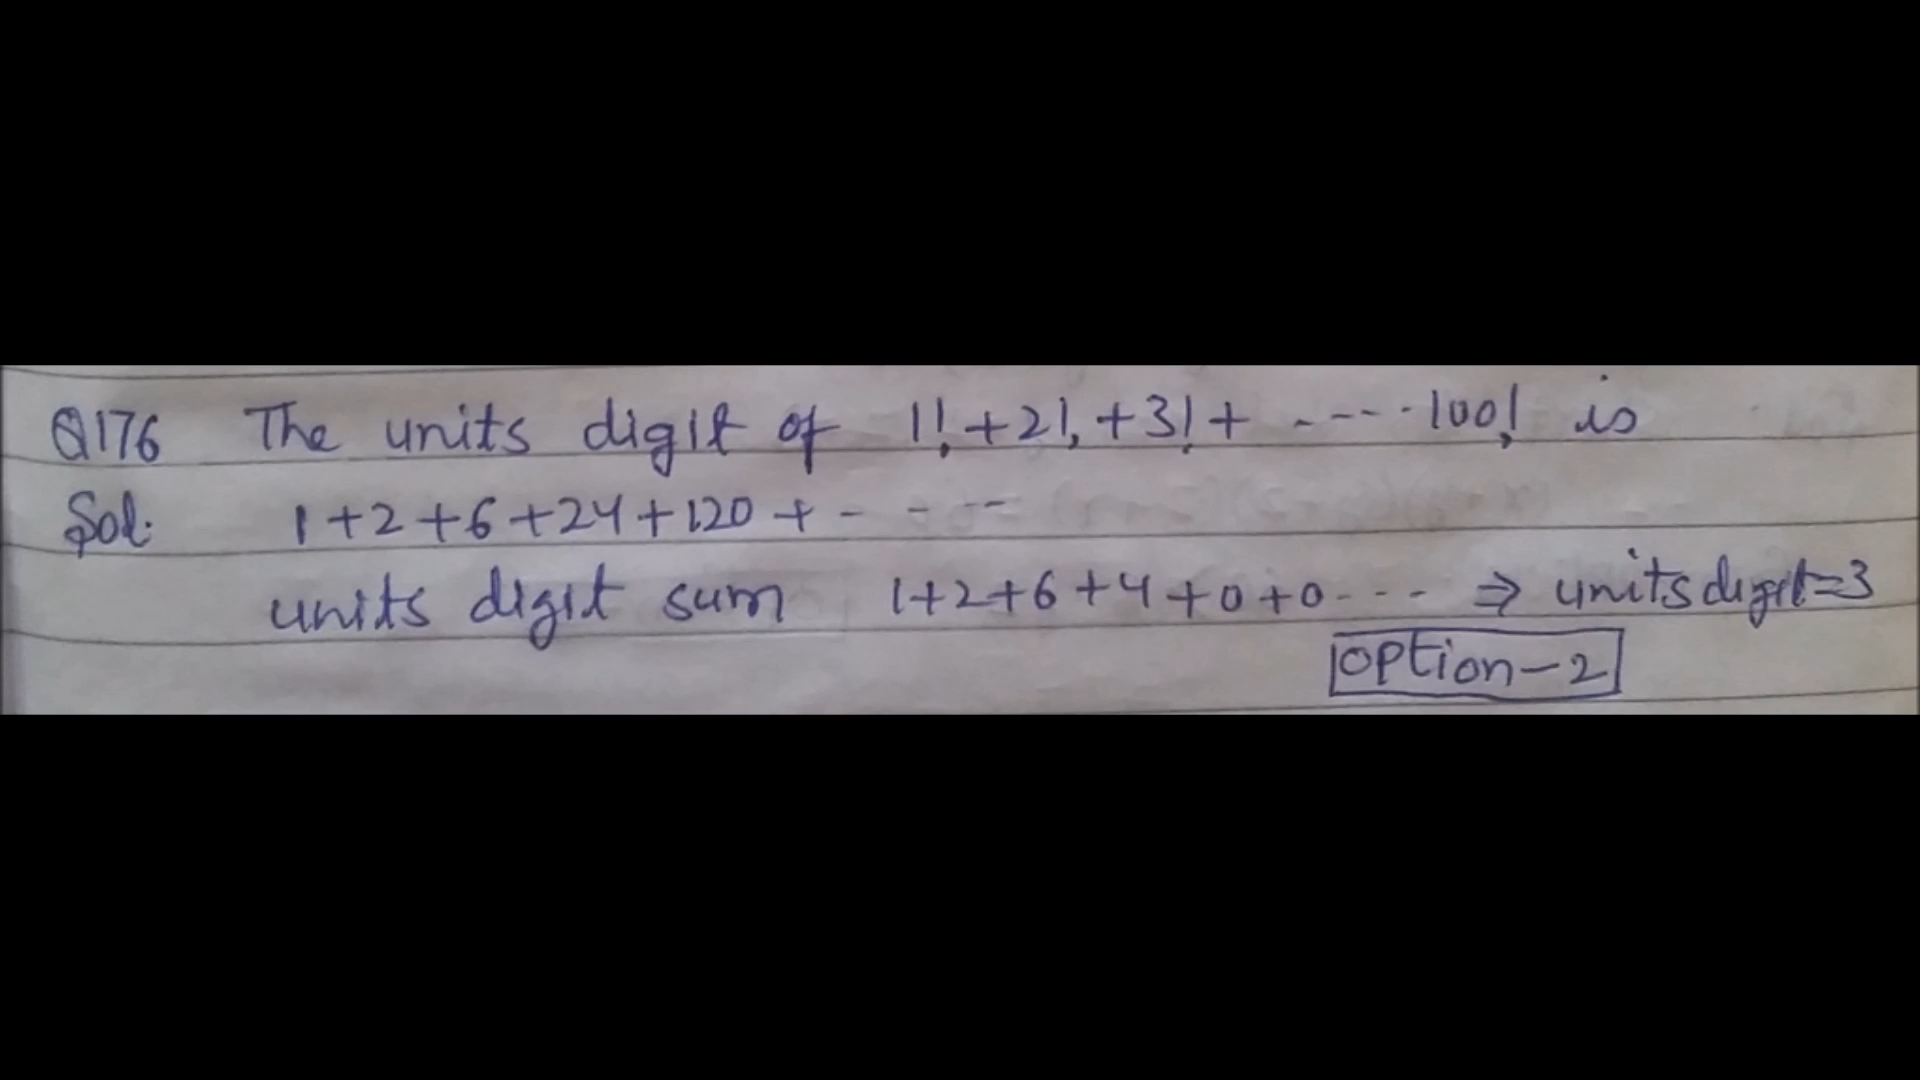 Q176 The units digit of 1! + 2! + 3! + ----- 100! is
Sol. 1 + 2 + 6 + 24 + 120 + - - --
units digit sum 1+2+6+4+0+0--- ⇒ units digit=3
option-2